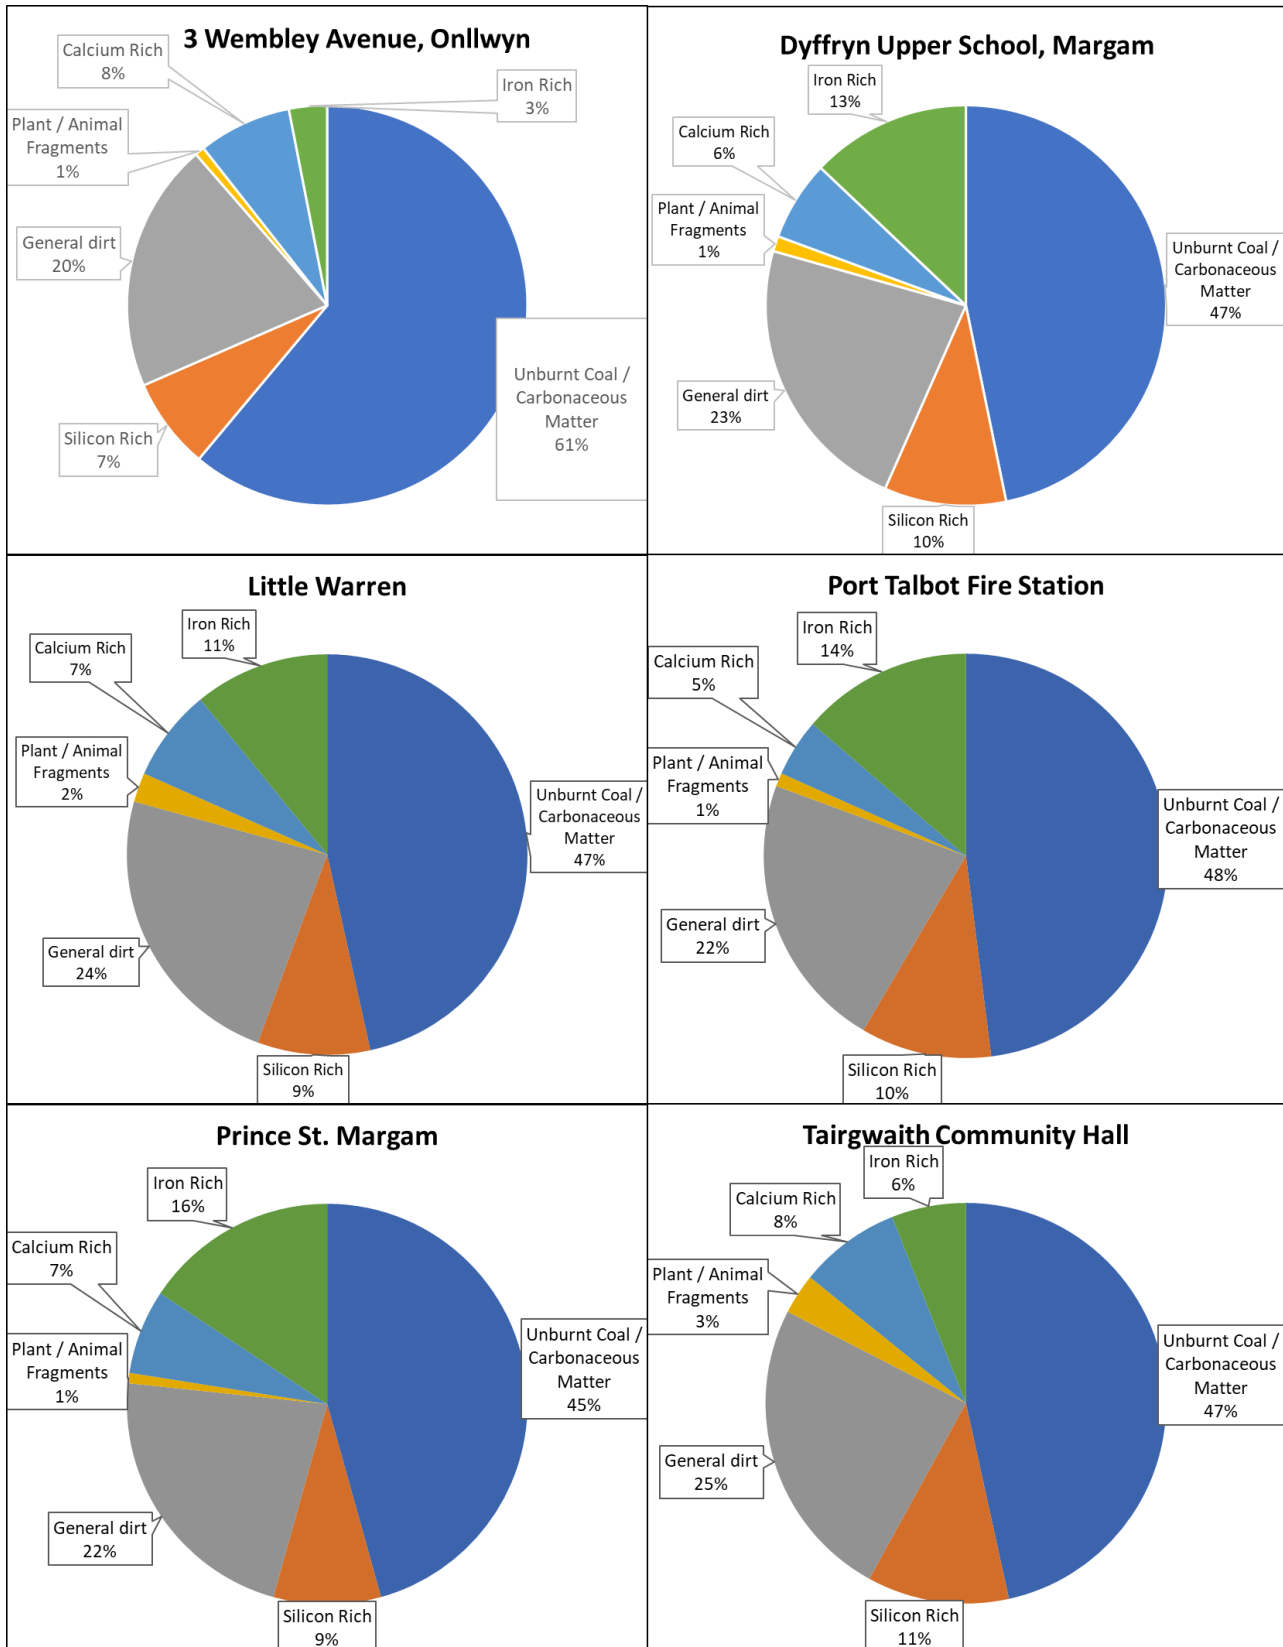 3 Wembley Avenue, Onllwyn
Calcium Rich
8%
Iron Rich
3%
Plant / Animal
Fragments
1%
General dirt
20%
Unburnt Coal /
Carbonaceous
Matter
61%
Silicon Rich
7%
Dyffryn Upper School, Margam
Iron Rich
13%
Calcium Rich
6%
Plant / Animal
Fragments
1%
Unburnt Coal /
Carbonaceous
Matter
47%
General dirt
23%
Silicon Rich
10%
Little Warren
Iron Rich
11%
Calcium Rich
7%
Plant / Animal
Fragments
2%
Unburnt Coal /
Carbonaceous
Matter
47%
General dirt
24%
Silicon Rich
9%
Port Talbot Fire Station
Iron Rich
14%
Calcium Rich
5%
Plant / Animal
Fragments
1%
Unburnt Coal /
Carbonaceous
Matter
48%
General dirt
22%
Silicon Rich
10%
Prince St. Margam
Iron Rich
16%
Calcium Rich
7%
Plant / Animal
Fragments
1%
Unburnt Coal /
Carbonaceous
Matter
45%
General dirt
22%
Silicon Rich
9%
Tairgwaith Community Hall
Iron Rich
6%
Calcium Rich
8%
Plant / Animal
Fragments
3%
Unburnt Coal /
Carbonaceous
Matter
47%
General dirt
25%
Silicon Rich
11%